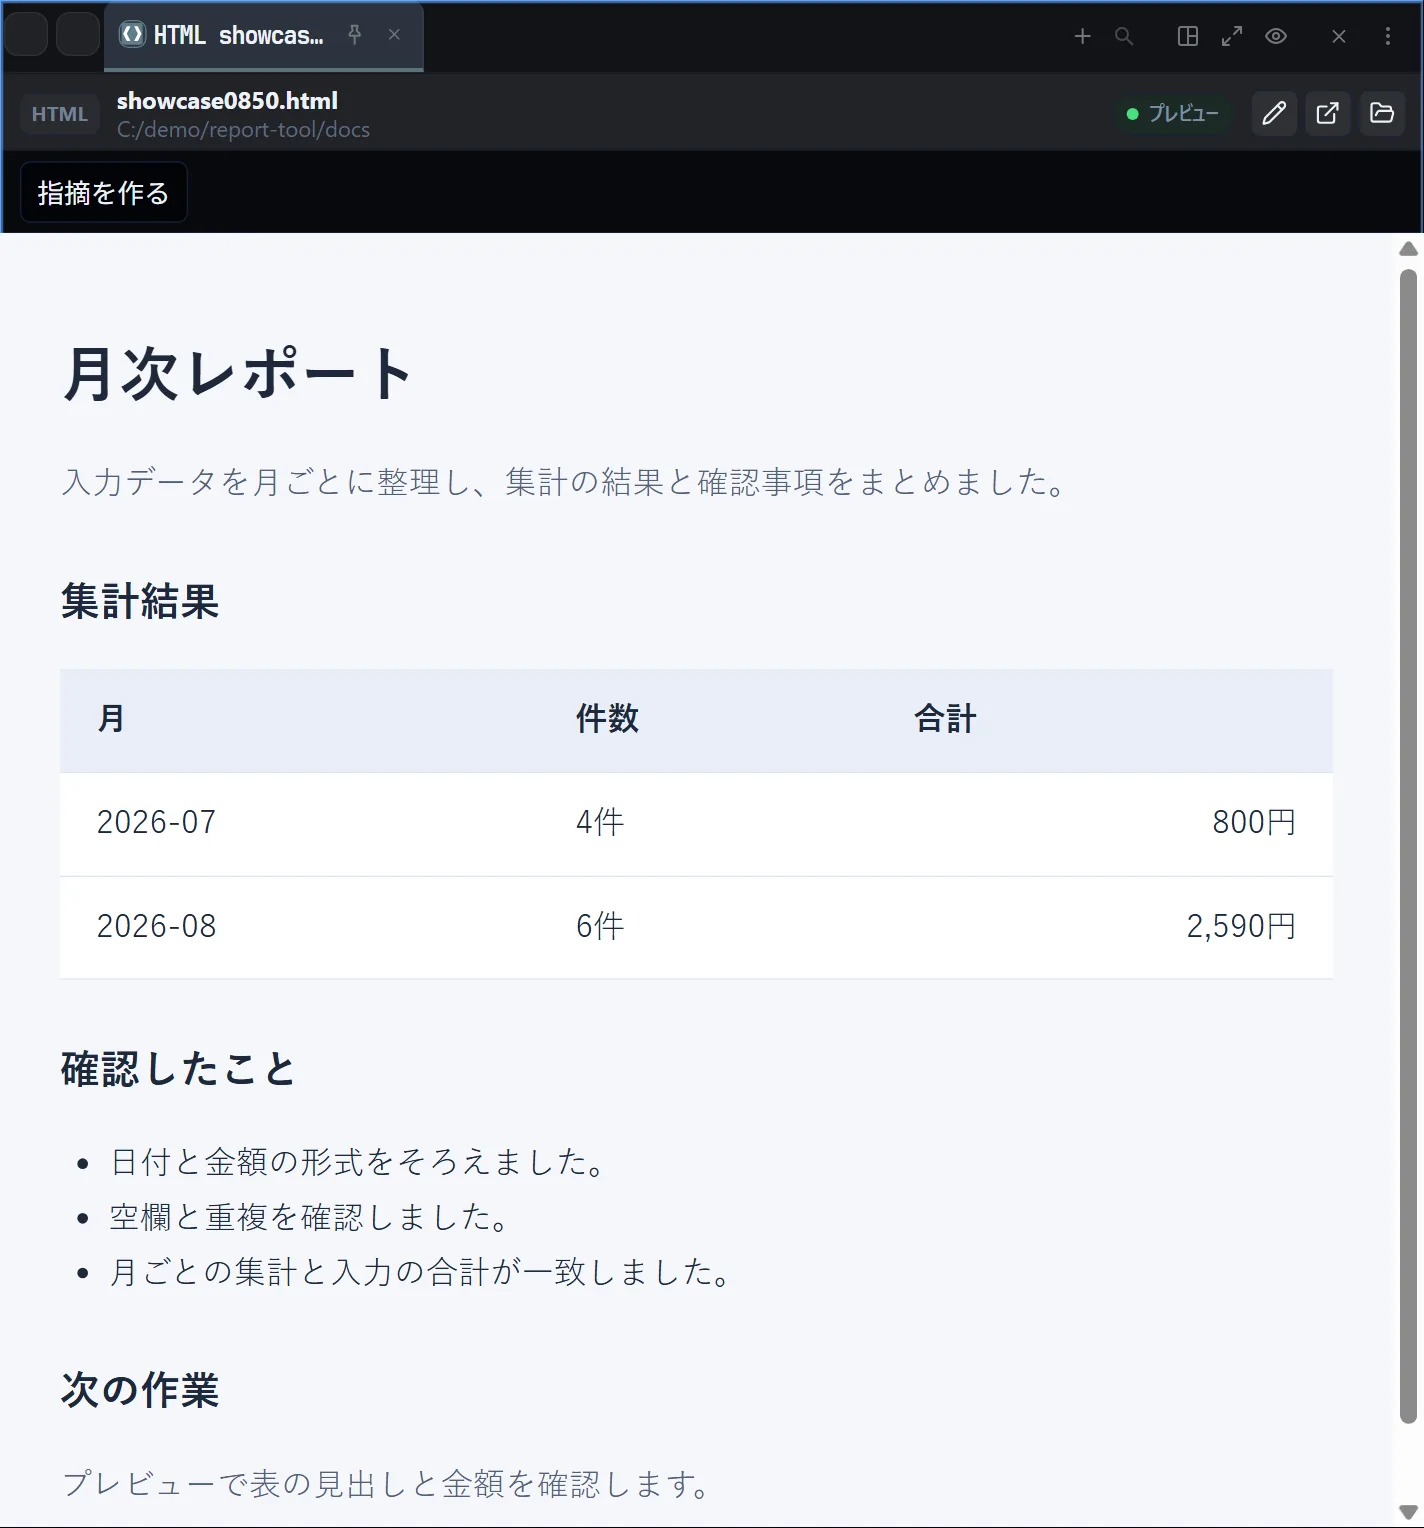 HTML showcas…
HTML
showcase0850.html
C:/demo/report-tool/docs
プレビュー
指摘を作る
月次レポート
入力データを月ごとに整理し、集計の結果と確認事項をまとめました。
集計結果
月 件数 合計
2026-07 4件 800円
2026-08 6件 2,590円
確認したこと
日付と金額の形式をそろえました。
空欄と重複を確認しました。
月ごとの集計と入力の合計が一致しました。
次の作業
プレビューで表の見出しと金額を確認します。